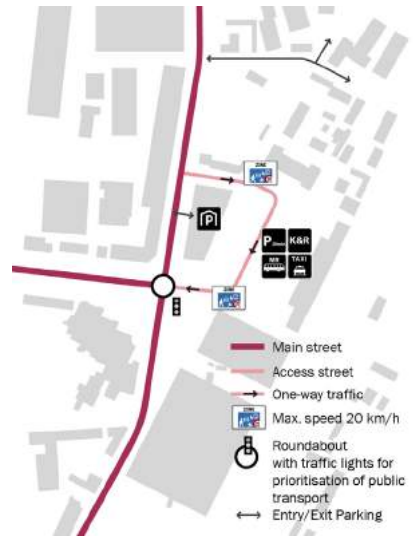 ZONE
P
P
K&R
TAXI
ZONE
Main street
Access street
One-way traffic
ZONE
Max. speed 20 km/h
Roundabout
with traffic lights for
prioritisation of public
transport
Entry/Exit Parking